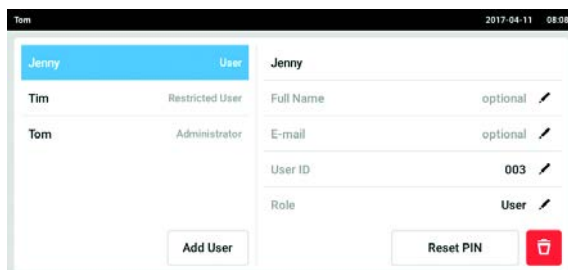 Tom 2017-04-11 08:08
Jenny User
Tim Restricted User
Tom Administrator
Add User
Jenny
Full Name optional
E-mail optional
User ID 003
Role User
Reset PIN